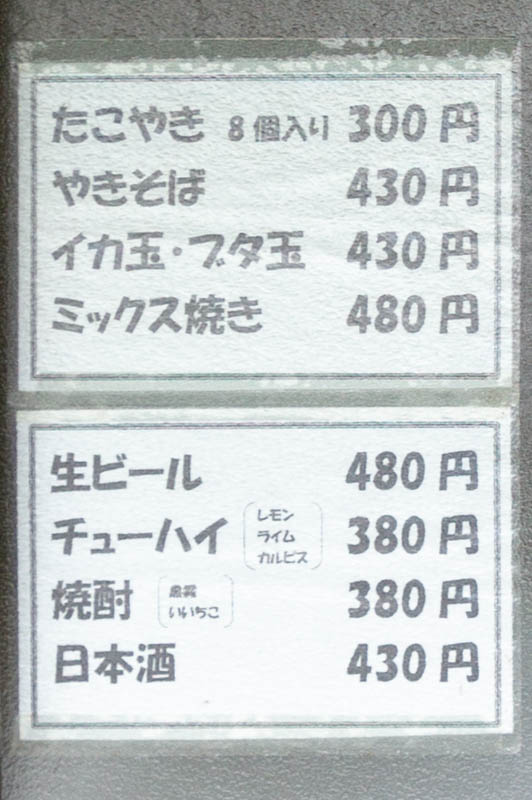 たこやき 8個入り 300円
やきそば 430円
イカ玉・ブタ玉 430円
ミックス焼き 480円
生ビール 480円
チューハイ レモン ライム カルピス 380円
焼酎 いいちこ 380円
日本酒 430円